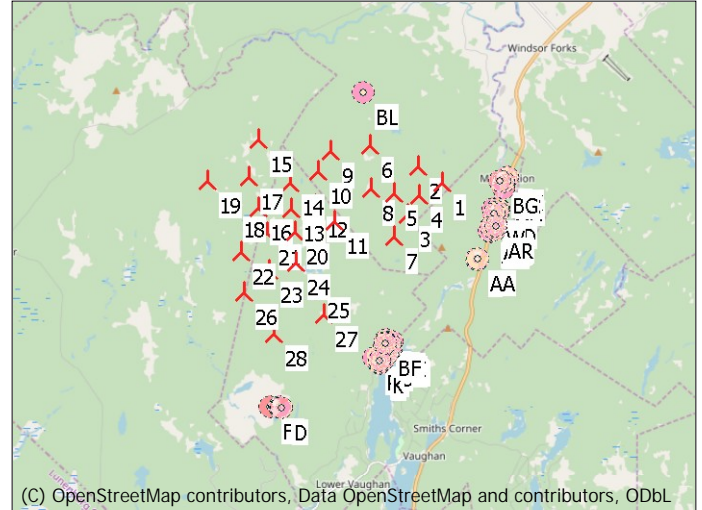 Windsor Forks
BL
15
6
9
10
2
19
17
14
8
5
4
1
BG
18
16
13
12
11
3
21
20
7
AR
22
23
24
AA
26
25
27
28
BF
FD
Smiths Corner
Vaughan
Lower Vaughan
(C) OpenStreetMap contributors, Data OpenStreetMap and contributors, ODbL